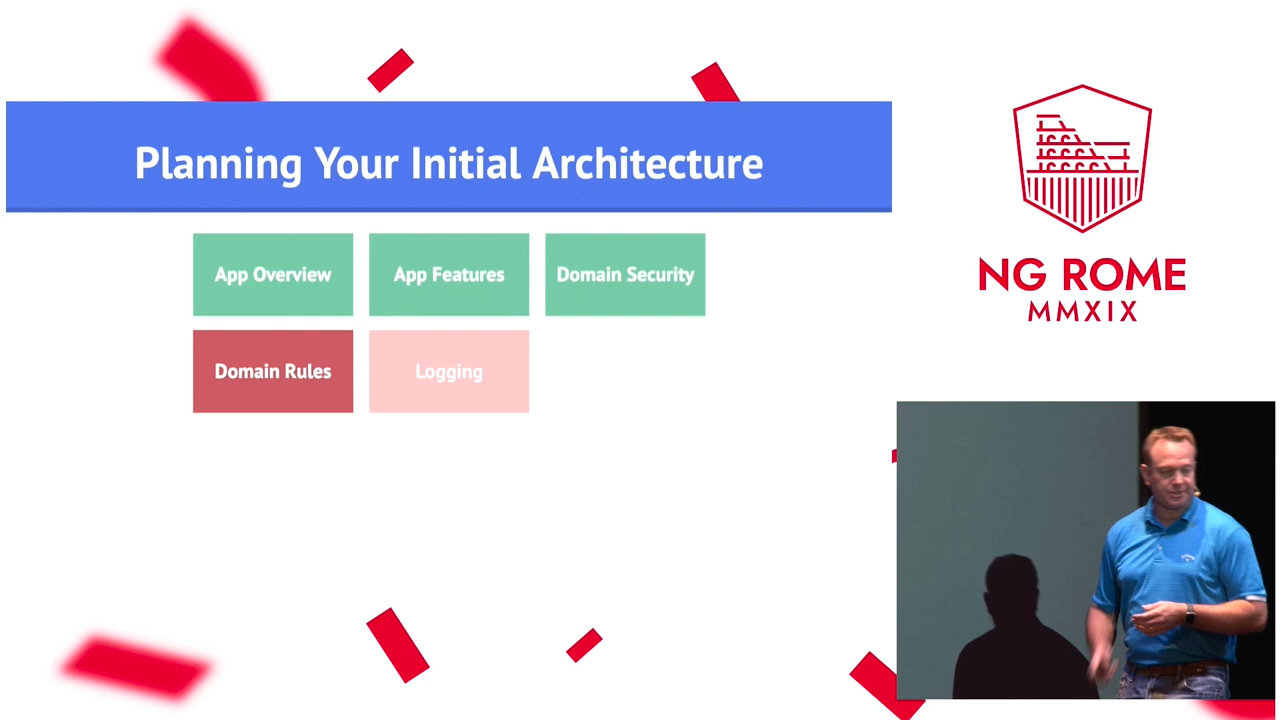 Planning Your Initial Architecture
App Overview
App Features
Domain Security
Domain Rules
Logging
NG ROME
MMXIX